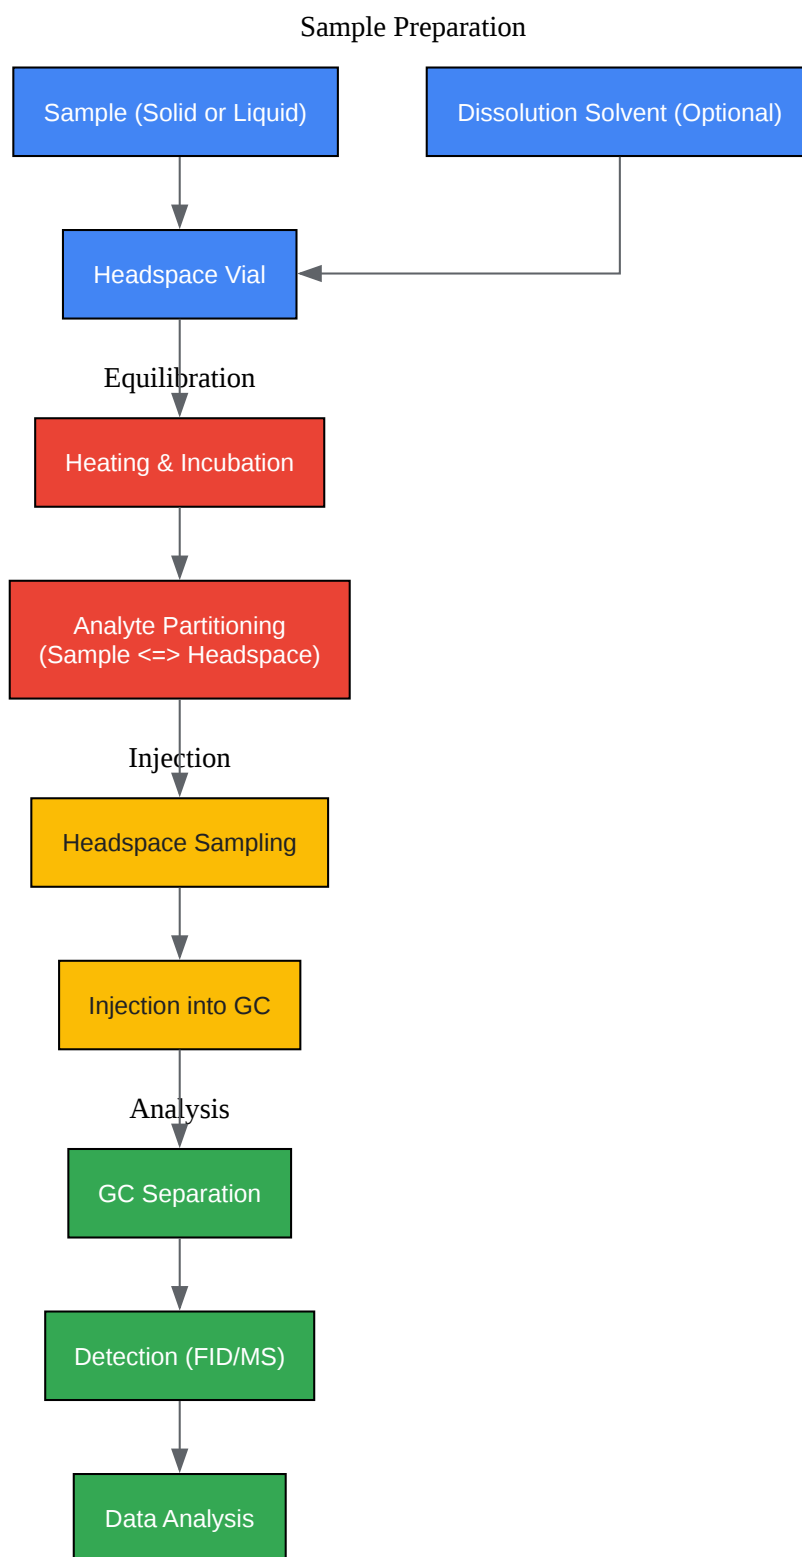 Sample Preparation
Sample (Solid or Liquid)
Dissolution Solvent (Optional)
Headspace Vial
Equilibration
Heating & Incubation
Analyte Partitioning
(Sample <=> Headspace)
Injection
Headspace Sampling
Injection into GC
Analysis
GC Separation
Detection (FID/MS)
Data Analysis